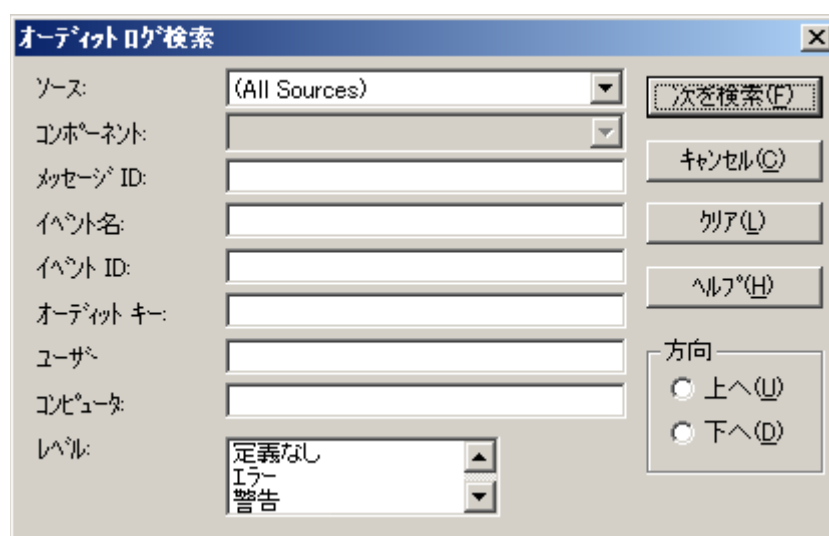 オーディット ログ検索
ソース:
(All Sources)
次を検索(F)
コンポーネント:
キャンセル(C)
メッセージ ID:
イベント名:
クリア(L)
イベント ID:
ヘルプ(H)
オーディット キー:
ユーザー
方向
上へ(U)
コンピュータ:
下へ(D)
レベル:
定義なし
エラー
警告